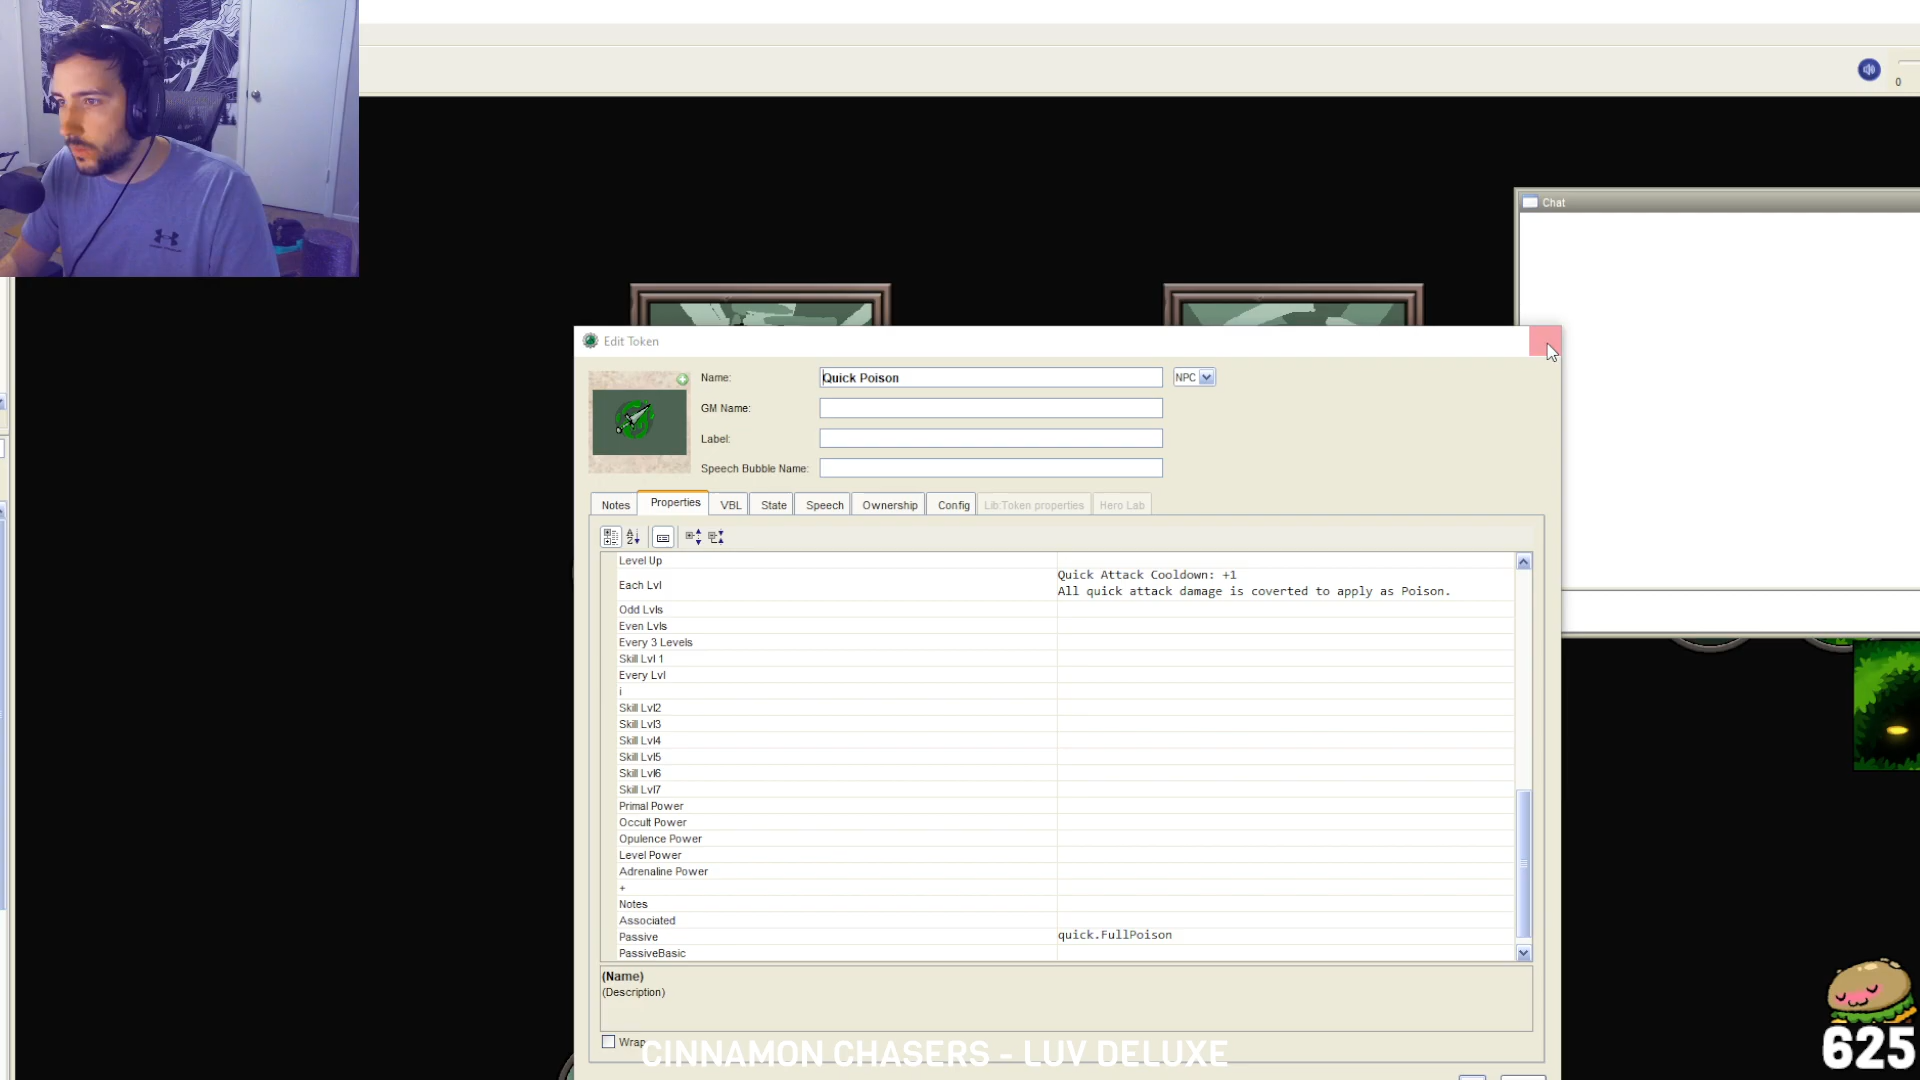 0
Chat
Edit Token
Name:
Quick Poison
NPC
GM Name:
Label:
Speech Bubble Name:
Notes
Properties
VBL
State
Speech
Ownership
Config
Lib:Token properties
Hero Lab
Level Up
Each Lvl
Quick Attack Cooldown: +1
All quick attack damage is coverted to apply as Poison.
Odd Lvls
Even Lvls
Every 3 Levels
Skill Lvl 1
Every Lvl
i
Skill Lvl2
Skill Lvl3
Skill Lvl4
Skill Lvl5
Skill Lvl6
Skill Lvl7
Primal Power
Occult Power
Opulence Power
Level Power
Adrenaline Power
+
Notes
Associated
Passive
quick.FullPoison
PassiveBasic
(Name)
(Description)
Wrap
CINNAMON CHASERS - LUV DELUXE
625